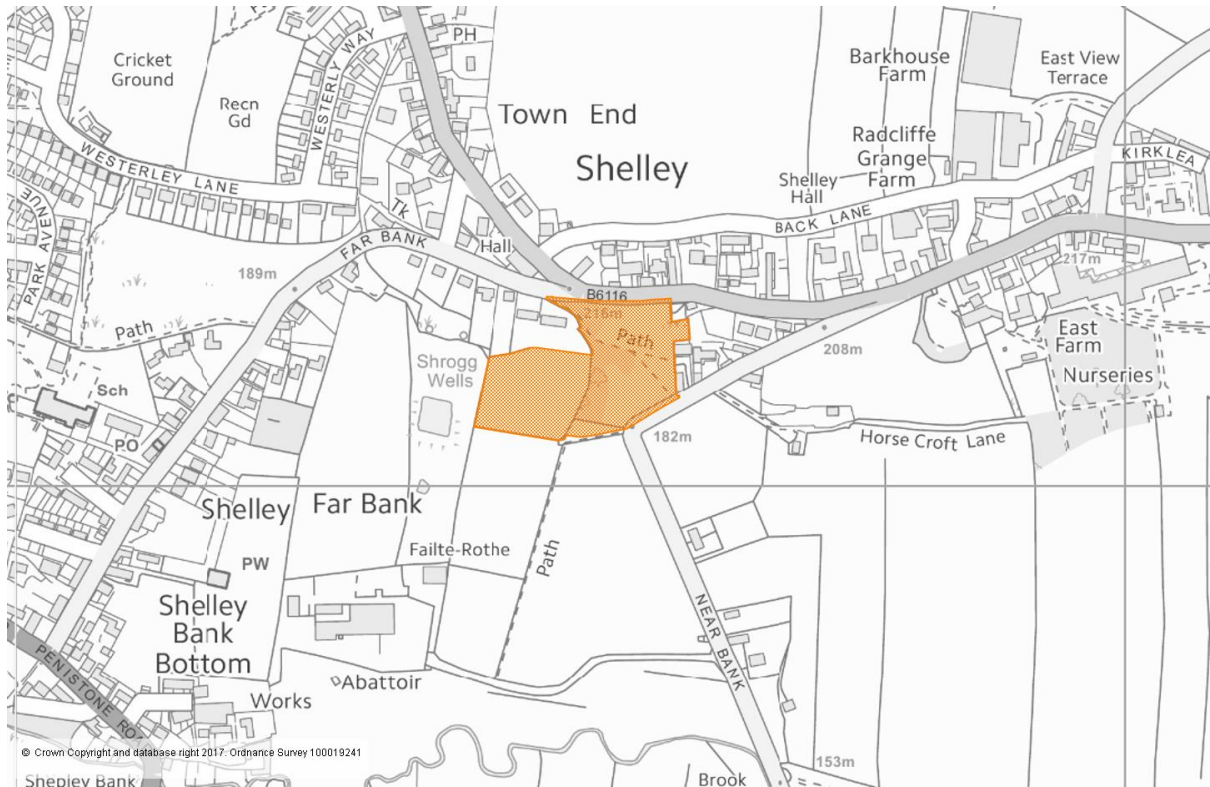 Cricket
Ground
Recn
Gd
WESTERLY WAY
PH
Town End
Shelley
Barkhouse
Farm
East View
Terrace
Radcliffe
Grange
Farm
Shelley
Hall
KIRKLEA
WESTERLEY LANE
PARK AVENUE
Tk
FAR BANK
Hall
BACK LANE
189m
B6116
216m
217m
Path
Path
208m
East
Farm
Nurseries
Shrogg
Wells
Sch
PO
182m
Horse Croft Lane
Shelley
Far Bank
Failte-Rothe
Path
PW
Shelley
Bank
Bottom
NEAR BANK
PENISTONE RO
Abattoir
Works
© Crown Copyright and database right 2017. Ordnance Survey 100019241
Shepley Bank
Brook
153m